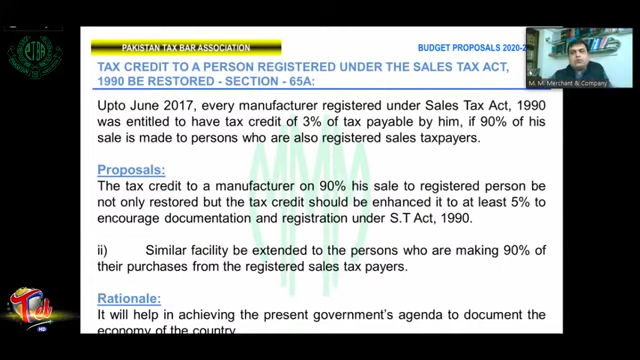 PTBA
PAKISTAN TAX BAR ASSOCIATION
BUDGET PROPOSALS 2020-2
TAX CREDIT TO A PERSON REGISTERED UNDER THE SALES TAX ACT,
1990 BE RESTORED - SECTION - 65A:
M. M. Merchant & Company
Upto June 2017, every manufacturer registered under Sales Tax Act, 1990
was entitled to have tax credit of 3% of tax payable by him, if 90% of his
sale is made to persons who are also registered sales taxpayers.
Proposals:
The tax credit to a manufacturer on 90% his sale to registered person be
not only restored but the tax credit should be enhanced it to at least 5% to
encourage documentation and registration under S.T Act, 1990.
ii) Similar facility be extended to the persons who are making 90% of
their purchases from the registered sales tax payers.
Rationale:
It will help in achieving the present government's agenda to document the
economy of the country
HD